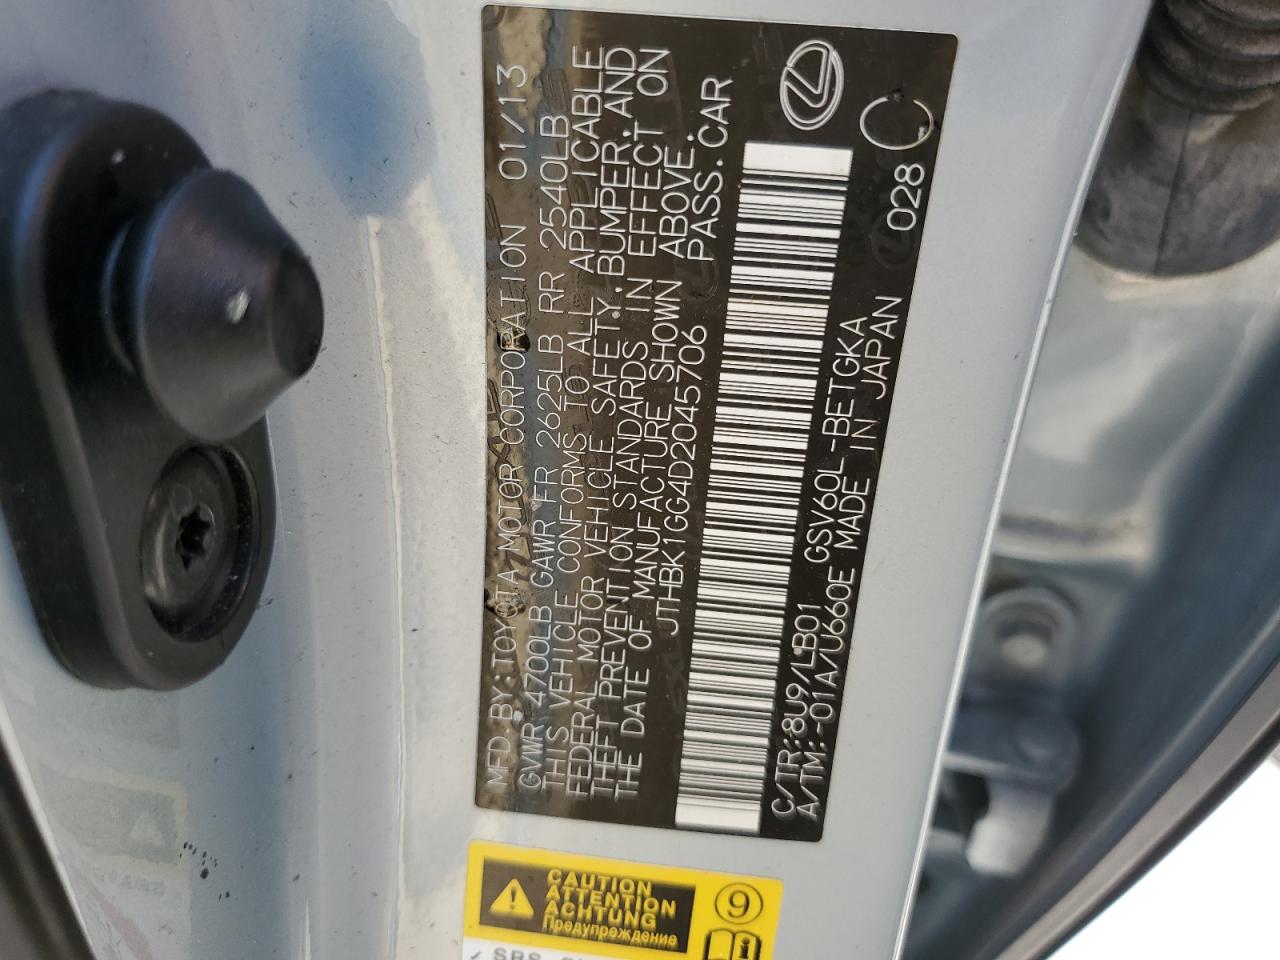 MFD BY:TOYOTA MOTOR CORPORATION 01/13
GVWR 4700LB GAWR FR 2625LB RR 2540LB
THIS VEHICLE CONFORMS TO ALL APPLICABLE
FEDERAL MOTOR VEHICLE SAFETY,BUMPER,AND
THEFT PREVENTION STANDARDS IN EFFECT ON
THE DATE OF MANUFACTURE SHOWN ABOVE.
JTHBK1GG4D2045706 PASS.CAR
C/TR:8U9/LB01 GSV60L-BETGKA
A/TM:-01A/U660E MADE IN JAPAN 028
CAUTION
ATTENTION
ACHTUNG
Предупреждение
9
i
SRS